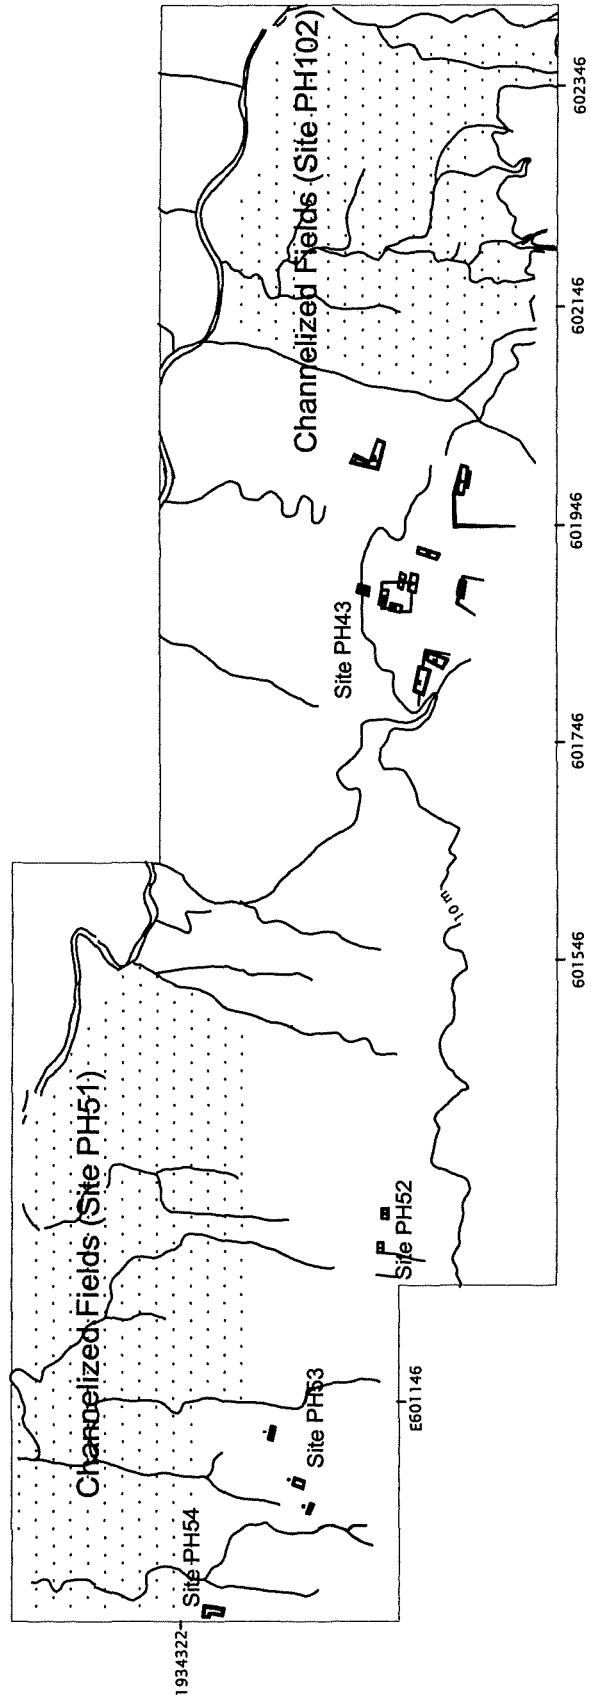 Channelized Fields (Site PH51)
Channelized Fields (Site PH102)
Site PH54
Site PH53
Site PH52
Site PH43
10 m
1934322
E601146
601546
601746
601946
602146
602346